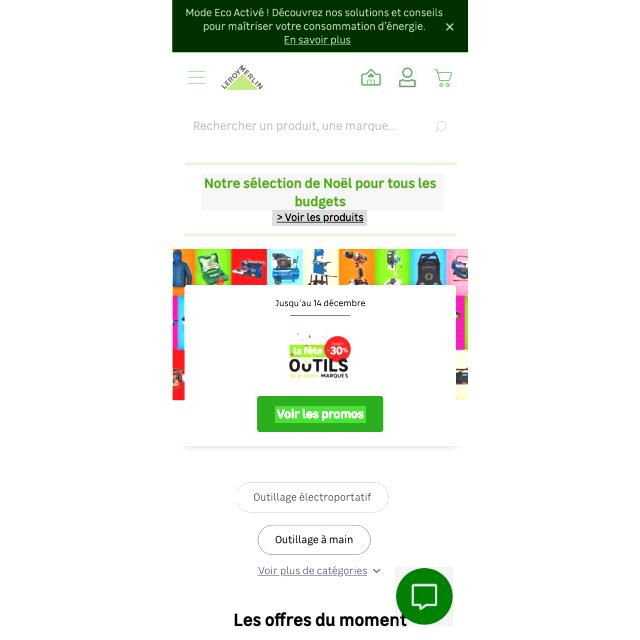 Mode Eco Activé ! Découvrez nos solutions et conseils
pour maîtriser votre consommation d'énergie.
En savoir plus
LEROY MERLIN
Rechercher un produit, une marque...
Notre sélection de Noël pour tous les
budgets
> Voir les produits
Jusqu'au 14 décembre
La fête
-30%
OUTILS
MARQUES
Voir les promos
Outillage électroportatif
Outillage à main
Voir plus de catégories
Les offres du moment